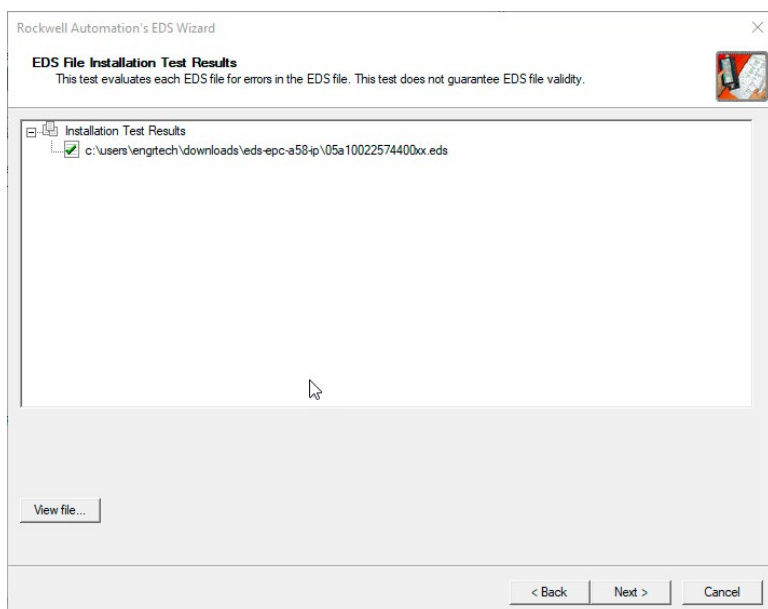 Rockwell Automation's EDS Wizard
EDS File Installation Test Results
This test evaluates each EDS file for errors in the EDS file. This test does not guarantee EDS file validity.
Installation Test Results
c:\users\engrtech\downloads\eds-epc-a58-ip\05a10022574400xx.eds
View file...
< Back
Next >
Cancel